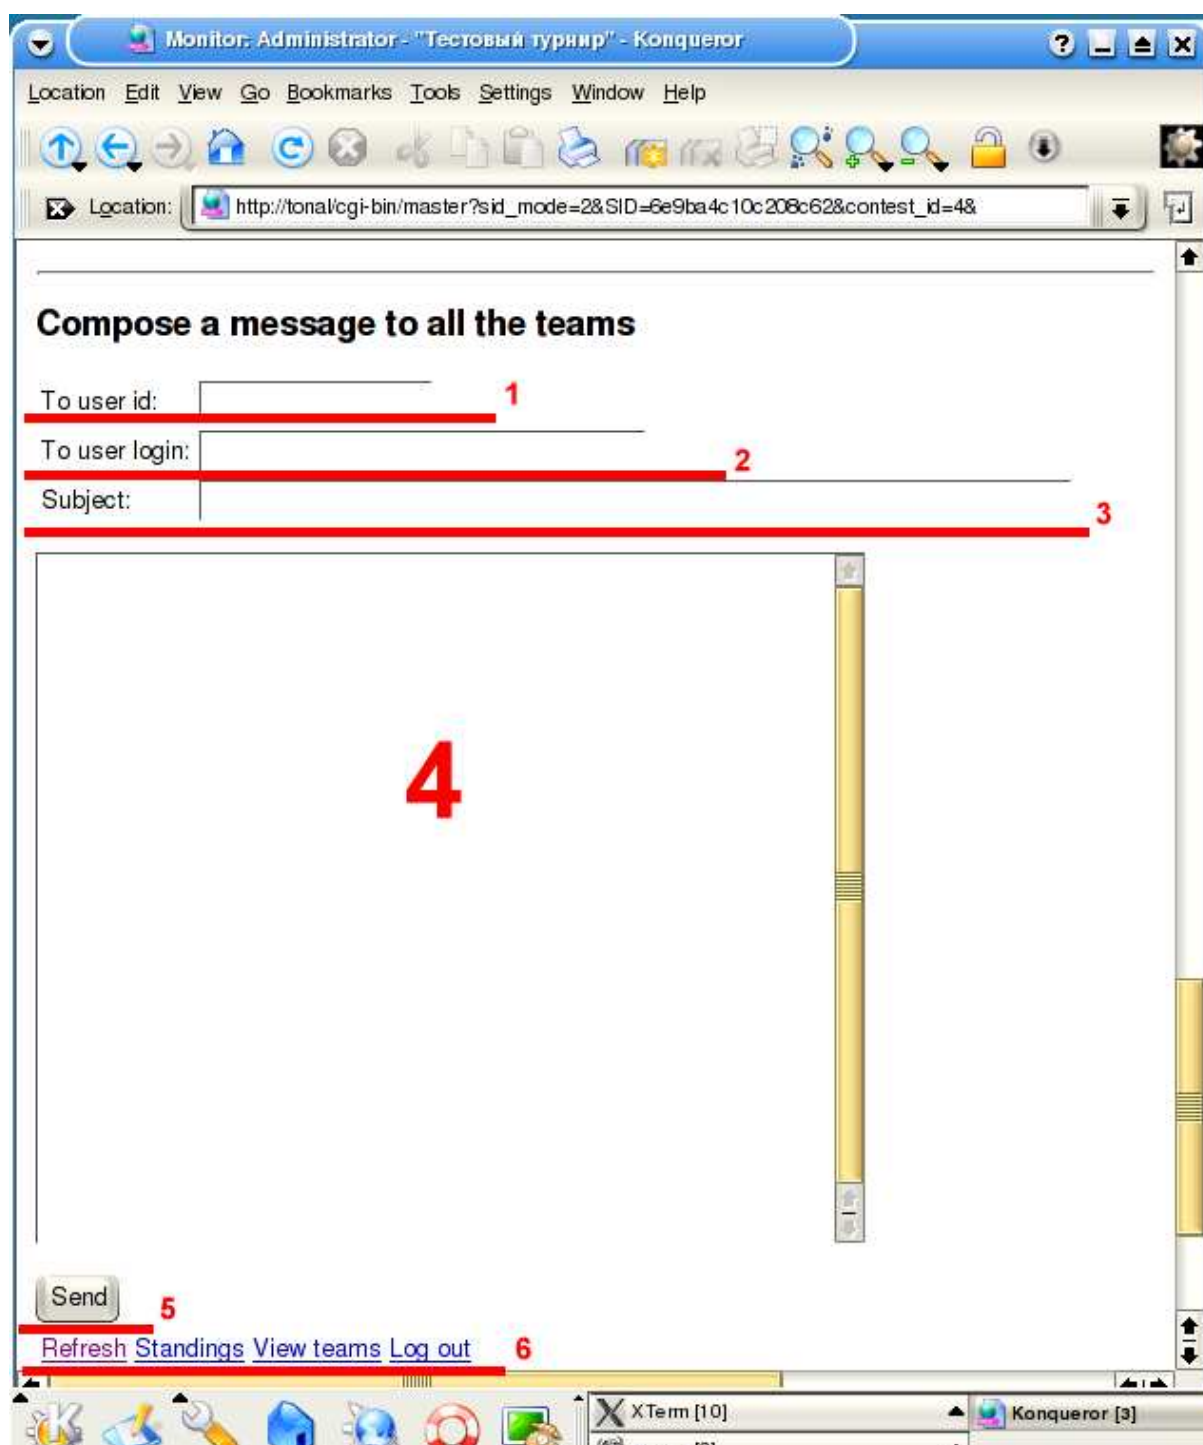 Monitor: Administrator - "Тестовый турнир" - Konqueror
Location Edit View Go Bookmarks Tools Settings Window Help
Location: http://tonal/cgi-bin/master?sid_mode=2&SID=6e9ba4c10c208c62&contest_id=4&
Compose a message to all the teams
To user id: 1
To user login: 2
Subject: 3
4
Send 5
Refresh Standings View teams Log out 6
XTerm [10] Konqueror [3]